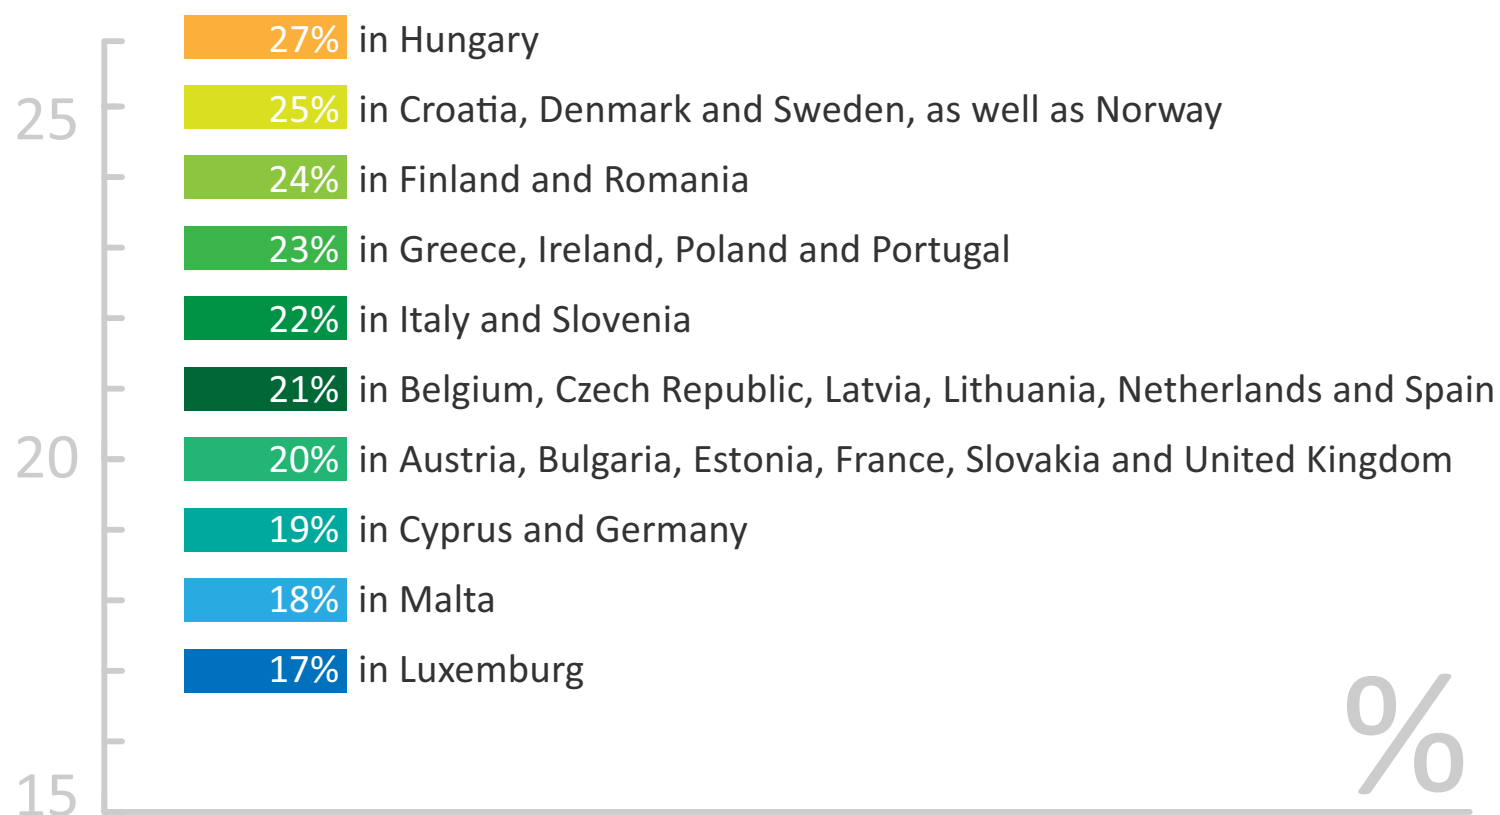 27% in Hungary
25
25% in Croatia, Denmark and Sweden, as well as Norway
24% in Finland and Romania
23% in Greece, Ireland, Poland and Portugal
22% in Italy and Slovenia
21% in Belgium, Czech Republic, Latvia, Lithuania, Netherlands and Spain
20
20% in Austria, Bulgaria, Estonia, France, Slovakia and United Kingdom
19% in Cyprus and Germany
18% in Malta
17% in Luxemburg
%
15